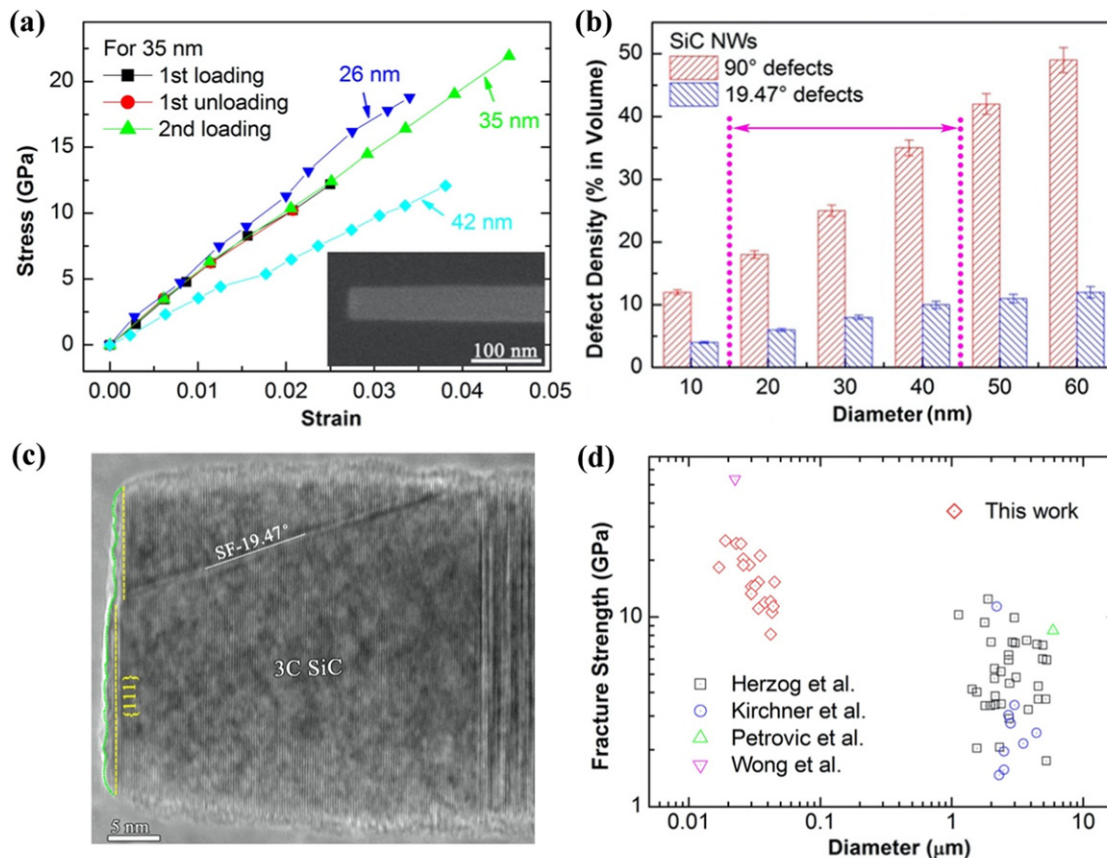 (a)
For 35 nm
1st loading
1st unloading
2nd loading
26 nm
35 nm
42 nm
100 nm
20
15
10
5
0
0.00 0.01 0.02 0.03 0.04 0.05
Stress (GPa)
Strain
(b)
SiC NWs
90° defects
19.47° defects
50
40
30
20
10
0
10 20 30 40 50 60
Defect Density (% in Volume)
Diameter (nm)
(c)
SF-19.47°
3C SiC
{111}
5 nm
(d)
This work
Herzog et al.
Kirchner et al.
Petrovic et al.
Wong et al.
10
1
0.01 0.1 1 10
Fracture Strength (GPa)
Diameter (μm)